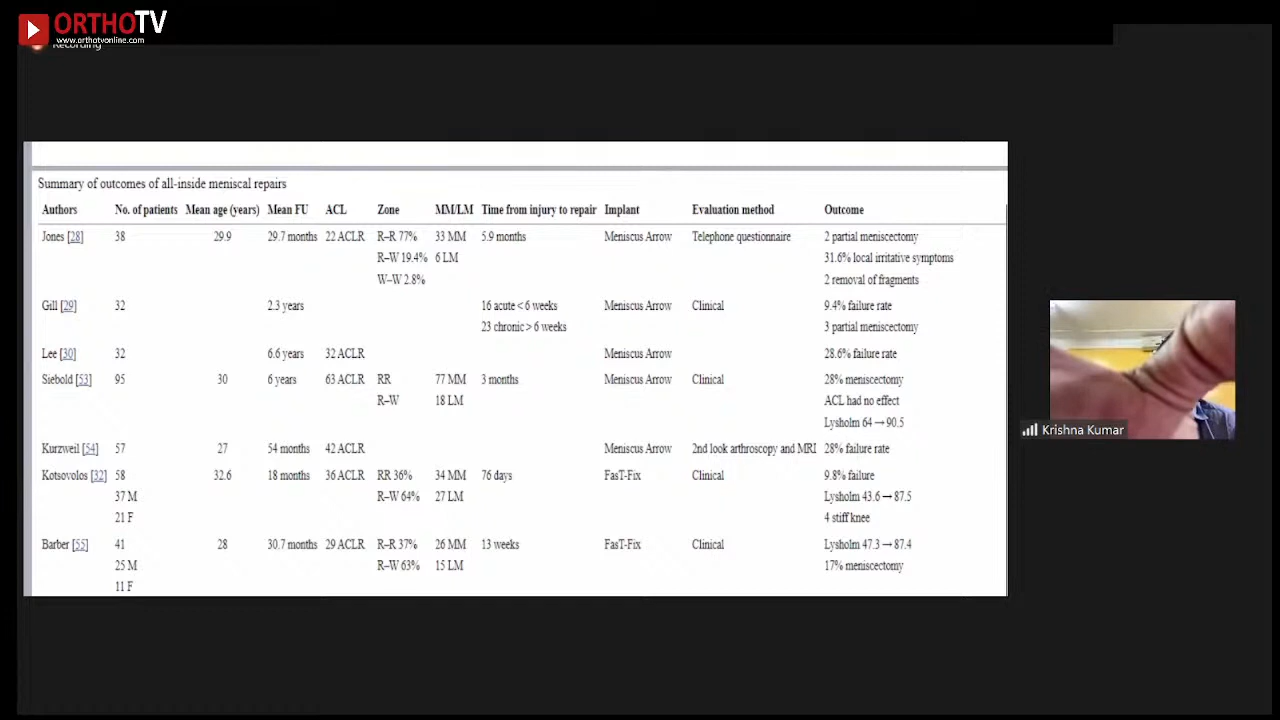 ORTHOTV
www.orthotvonline.com
Recording
Summary of outcomes of all-inside meniscal repairs
Authors No. of patients Mean age (years) Mean FU ACL Zone MM/LM Time from injury to repair Implant Evaluation method Outcome
Jones [28] 38 29.9 29.7 months 22 ACLR R–R 77% 33 MM 5.9 months Meniscus Arrow Telephone questionnaire 2 partial meniscectomy
R–W 19.4% 6 LM 31.6% local irritative symptoms
W–W 2.8% 2 removal of fragments
Gill [29] 32 2.3 years 16 acute < 6 weeks Meniscus Arrow Clinical 9.4% failure rate
23 chronic > 6 weeks 3 partial meniscectomy
Lee [30] 32 6.6 years 32 ACLR Meniscus Arrow 28.6% failure rate
Siebold [53] 95 30 6 years 63 ACLR RR 77 MM 3 months Meniscus Arrow Clinical 28% meniscectomy
R–W 18 LM ACL had no effect
Lysholm 64 → 90.5
Kurzweil [54] 57 27 54 months 42 ACLR Meniscus Arrow 2nd look arthroscopy and MRI 28% failure rate
Kotsovolos [32] 58 32.6 18 months 36 ACLR RR 36% 34 MM 76 days FasT-Fix Clinical 9.8% failure
37 M R–W 64% 27 LM Lysholm 43.6 → 87.5
21 F 4 stiff knee
Barber [55] 41 28 30.7 months 29 ACLR R–R 37% 26 MM 13 weeks FasT-Fix Clinical Lysholm 47.3 → 87.4
25 M R–W 63% 15 LM 17% meniscectomy
11 F
Krishna Kumar